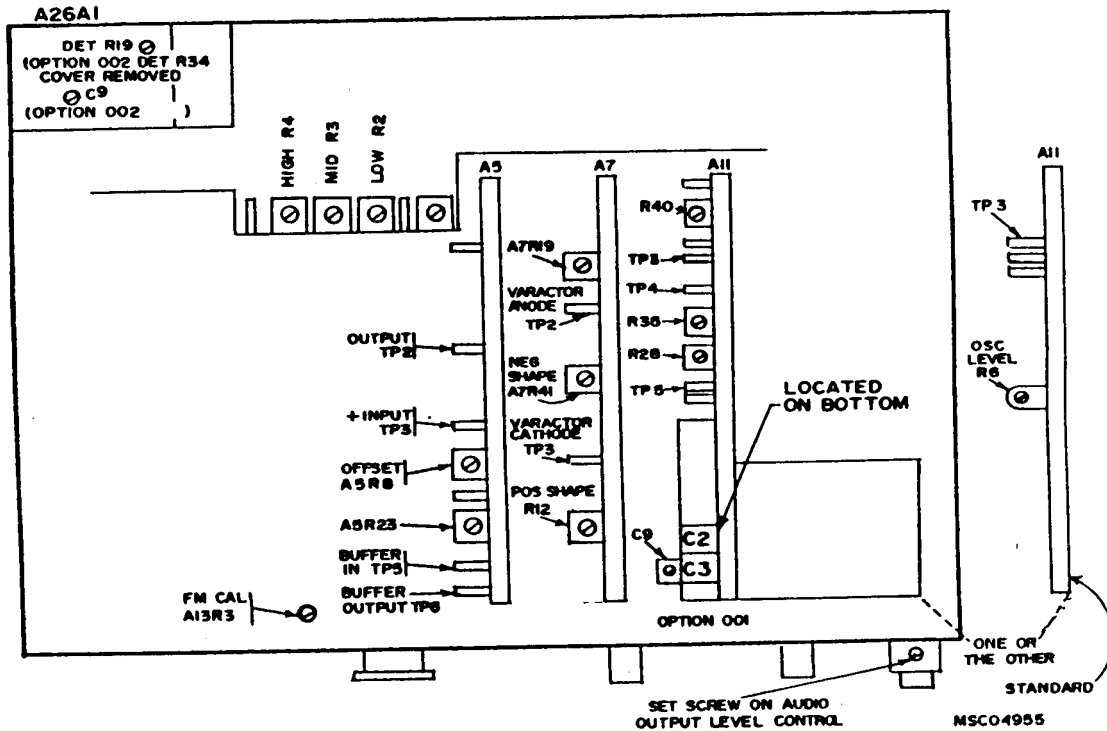 A26A1
DET R19
(OPTION 002 DET R34
COVER REMOVED
C9
(OPTION 002 )
HIGH R4
MID R3
LOW R2
A5
A7
A11
A11
R40
TP3
A7R19
TP3
VARACTOR
ANODE
TP2
TP4
R36
OUTPUT
TP2
NEG
SHAPE
A7R41
R26
OSC
LEVEL
R6
TP5
LOCATED
ON BOTTOM
+INPUT
TP3
VARACTOR
CATHODE
TP3
OFFSET
A5R8
POS SHAPE
R12
A5R23
C9
C2
C3
BUFFER
IN TP5
BUFFER
OUTPUT TP6
FM CAL
A13R3
OPTION 001
ONE OR
THE OTHER
STANDARD
SET SCREW ON AUDIO
OUTPUT LEVEL CONTROL
MSC04955